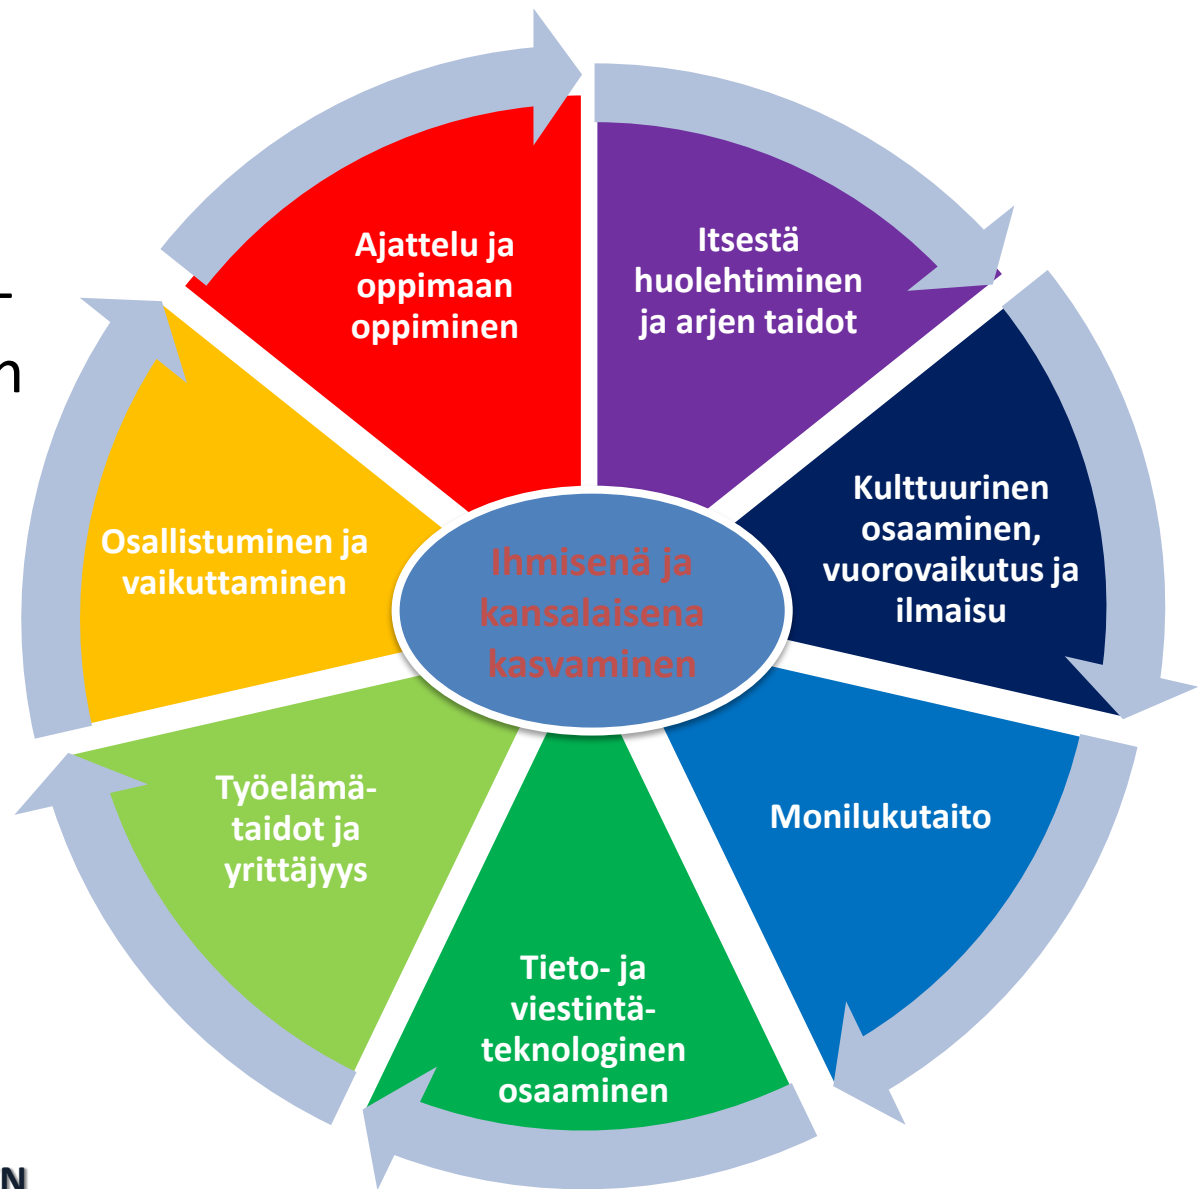 Ajattelu ja
oppimaan
oppiminen
Itsestä
huolehtiminen
ja arjen taidot
Kulttuurinen
osaaminen,
vuorovaikutus ja
ilmaisu
Monilukutaito
Tieto- ja
viestintä-
teknologinen
osaaminen
Työelämä-
taidot ja
yrittäjyys
Osallistuminen ja
vaikuttaminen
Ihmisenä ja
kansalaisena
kasvaminen